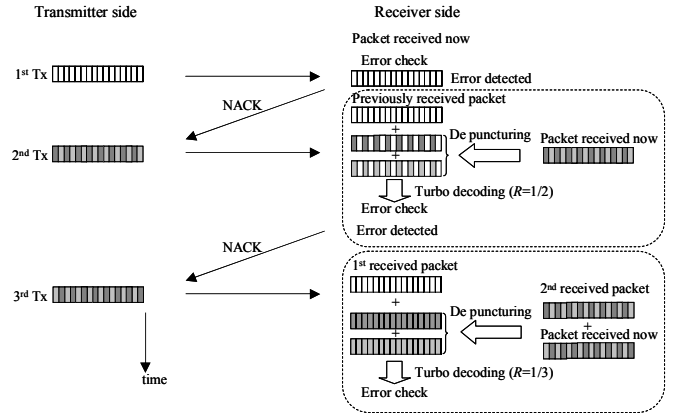 Transmitter side
Receiver side
Packet received now
Error check
1st Tx
Error detected
NACK
Previously received packet
+
De puncturing
Packet received now
2nd Tx
+
Turbo decoding (R=1/2)
Error check
Error detected
NACK
1st received packet
2nd received packet
3rd Tx
+
De puncturing
+
+
Packet received now
Turbo decoding (R=1/3)
time
Error check